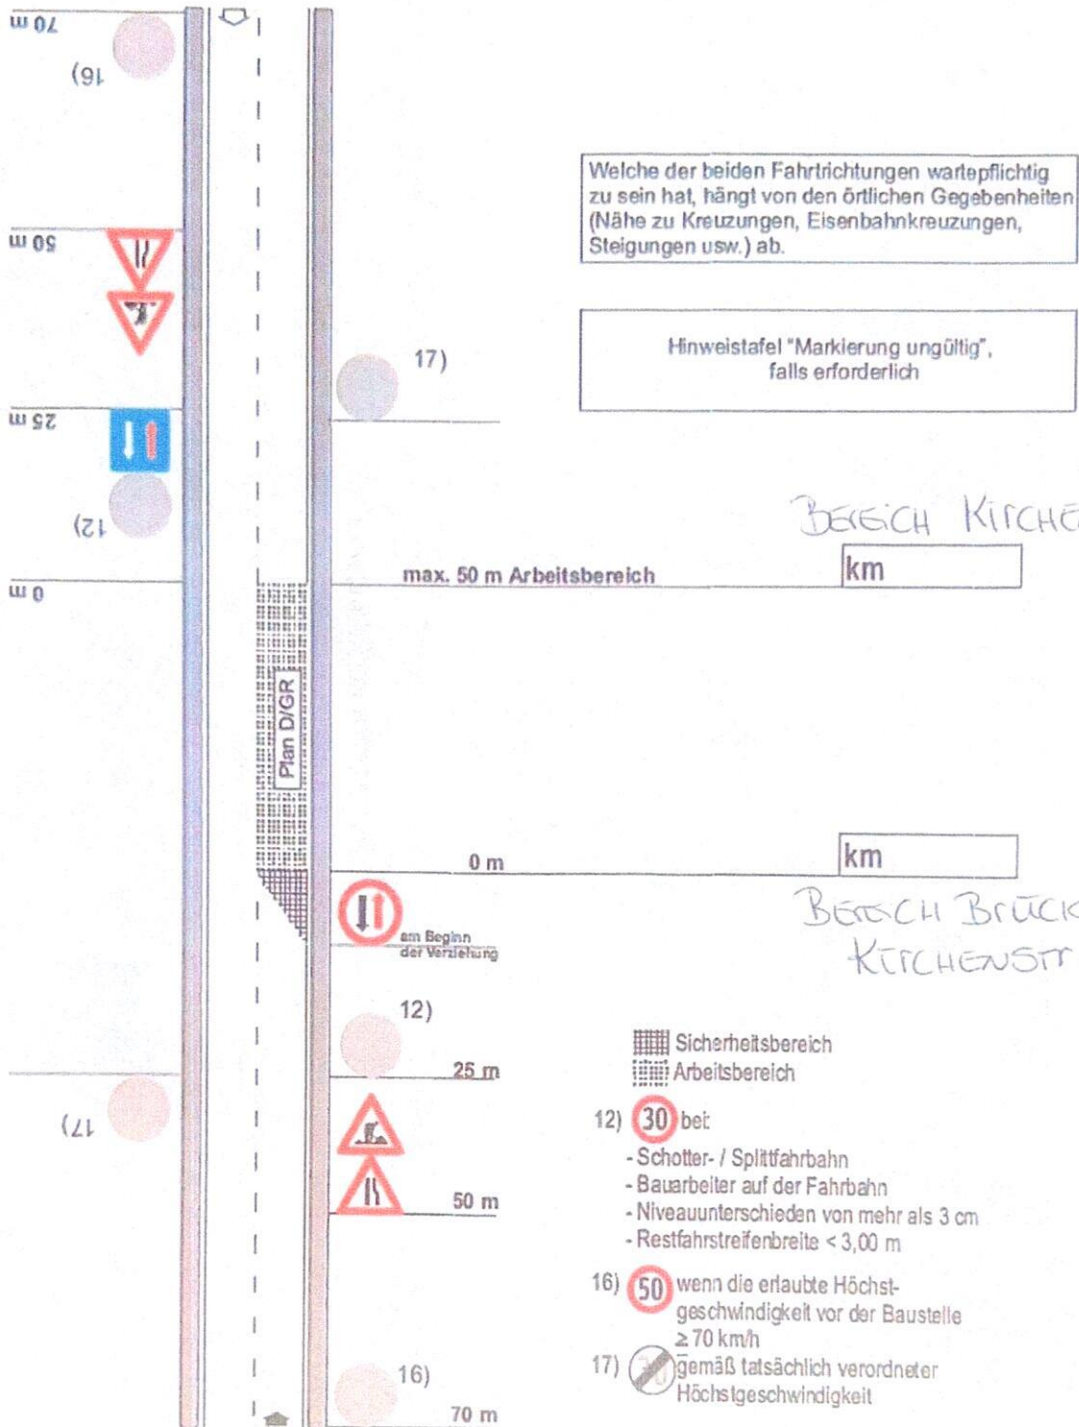 70 m
16)
Welche der beiden Fahrtrichtungen wartepflichtig
zu sein hat, hängt von den örtlichen Gegebenheiten
(Nähe zu Kreuzungen, Eisenbahnkreuzungen,
Steigungen usw.) ab.
50 m
Hinweistafel "Markierung ungültig",
falls erforderlich
17)
25 m
12)
BEREICH KIRCHE
max. 50 m Arbeitsbereich
km
0 m
Plan D/GR
0 m
km
am Beginn
der Verziehung
BEREICH BRÜCK
KIRCHENSTR
12)
25 m
17)
50 m
Sicherheitsbereich
Arbeitsbereich
12) 30 bei:
- Schotter- / Splittfahrbahn
- Bauarbeiter auf der Fahrbahn
- Niveauunterschieden von mehr als 3 cm
- Restfahrstreifenbreite < 3,00 m
16) 50 wenn die erlaubte Höchst-
geschwindigkeit vor der Baustelle
≥ 70 km/h
17) gemäß tatsächlich verordneter
Höchstgeschwindigkeit
16)
70 m